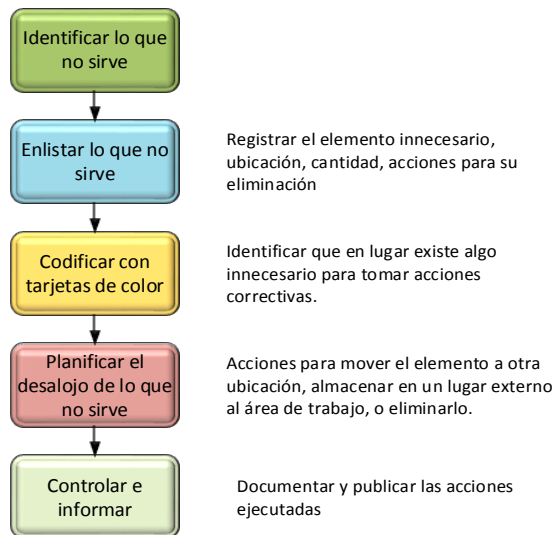 Identificar lo que
no sirve
Enlistar lo que no
sirve
Registrar el elemento innecesario,
ubicación, cantidad, acciones para su
eliminación
Codificar con
tarjetas de color
Identificar que en lugar existe algo
innecesario para tomar acciones
correctivas.
Planificar el
desalojo de lo que
no sirve
Acciones para mover el elemento a otra
ubicación, almacenar en un lugar externo
al área de trabajo, o eliminarlo.
Controlar e
informar
Documentar y publicar las acciones
ejecutadas